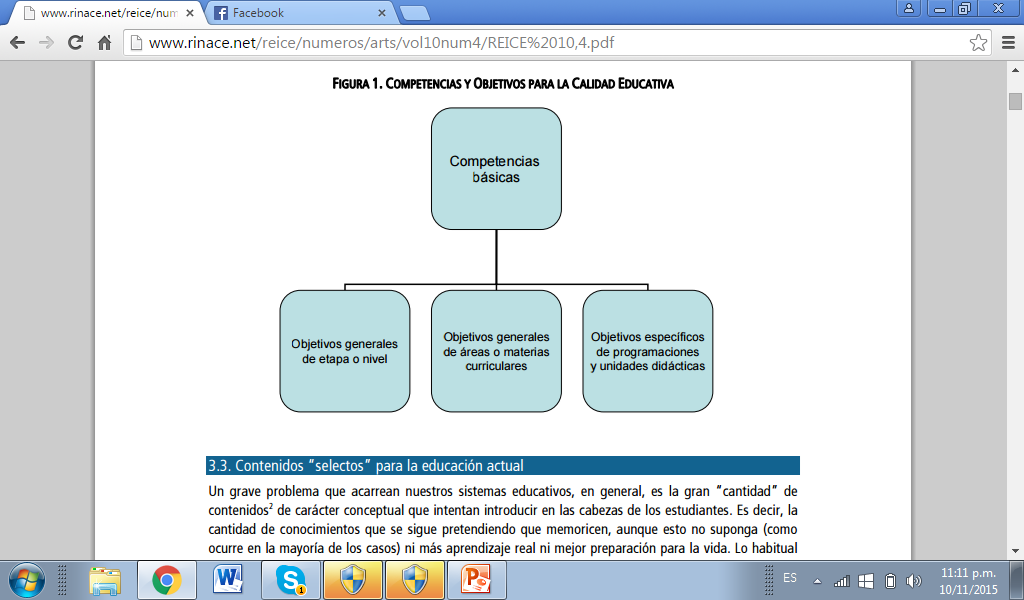 www.rinace.net/reice/num
Facebook
www.rinace.net/reice/numeros/arts/vol10num4/REICE%2010,4.pdf
FIGURA 1. COMPETENCIAS Y OBJETIVOS PARA LA CALIDAD EDUCATIVA
Competencias
básicas
Objetivos generales
de etapa o nivel
Objetivos generales
de áreas o materias
curriculares
Objetivos específicos
de programaciones
y unidades didácticas
3.3. Contenidos “selectos” para la educación actual
Un grave problema que acarrean nuestros sistemas educativos, en general, es la gran “cantidad” de
contenidos² de carácter conceptual que intentan introducir en las cabezas de los estudiantes. Es decir, la
cantidad de conocimientos que se sigue pretendiendo que memoricen, aunque esto no suponga (como
ocurre en la mayoría de los casos) ni más aprendizaje real ni mejor preparación para la vida. Lo habitual
ES
11:11 p.m.
10/11/2015